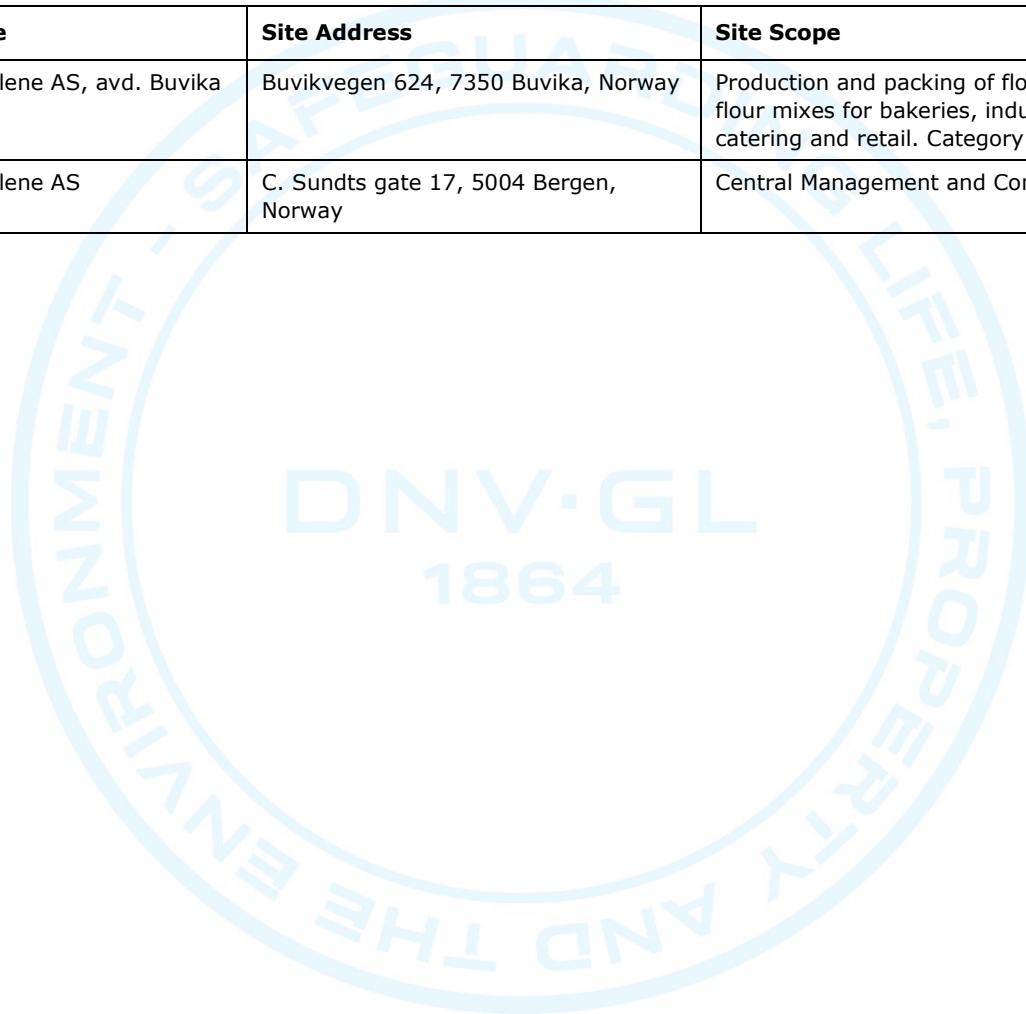 e Site Address Site Scope
lene AS, avd. Buvika Buvikvegen 624, 7350 Buvika, Norway Production and packing of flo
flour mixes for bakeries, indu
catering and retail. Category
lene AS C. Sundts gate 17, 5004 Bergen, Central Management and Cor
Norway
SAFEGUARDING LIFE, PROPERTY AND THE ENVIRONMENT -
DNV·GL
1864